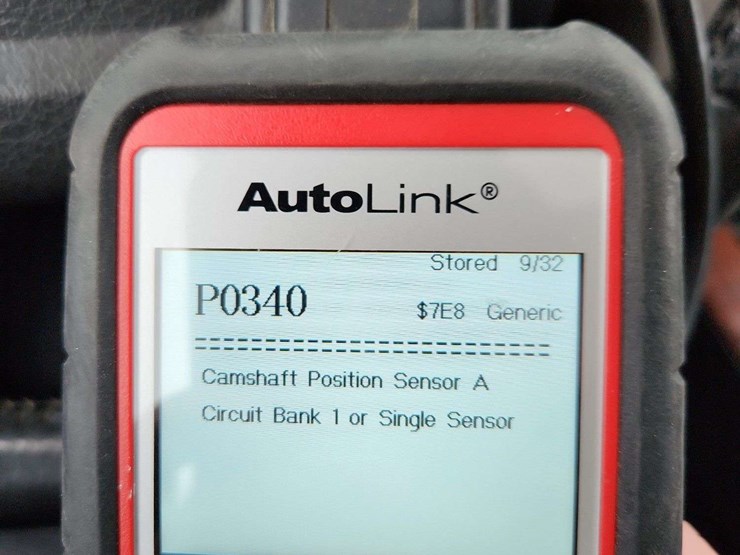 AutoLink®
Stored 9/32
P0340 $7E8 Generic
==============================
Camshaft Position Sensor A
Circuit Bank 1 or Single Sensor